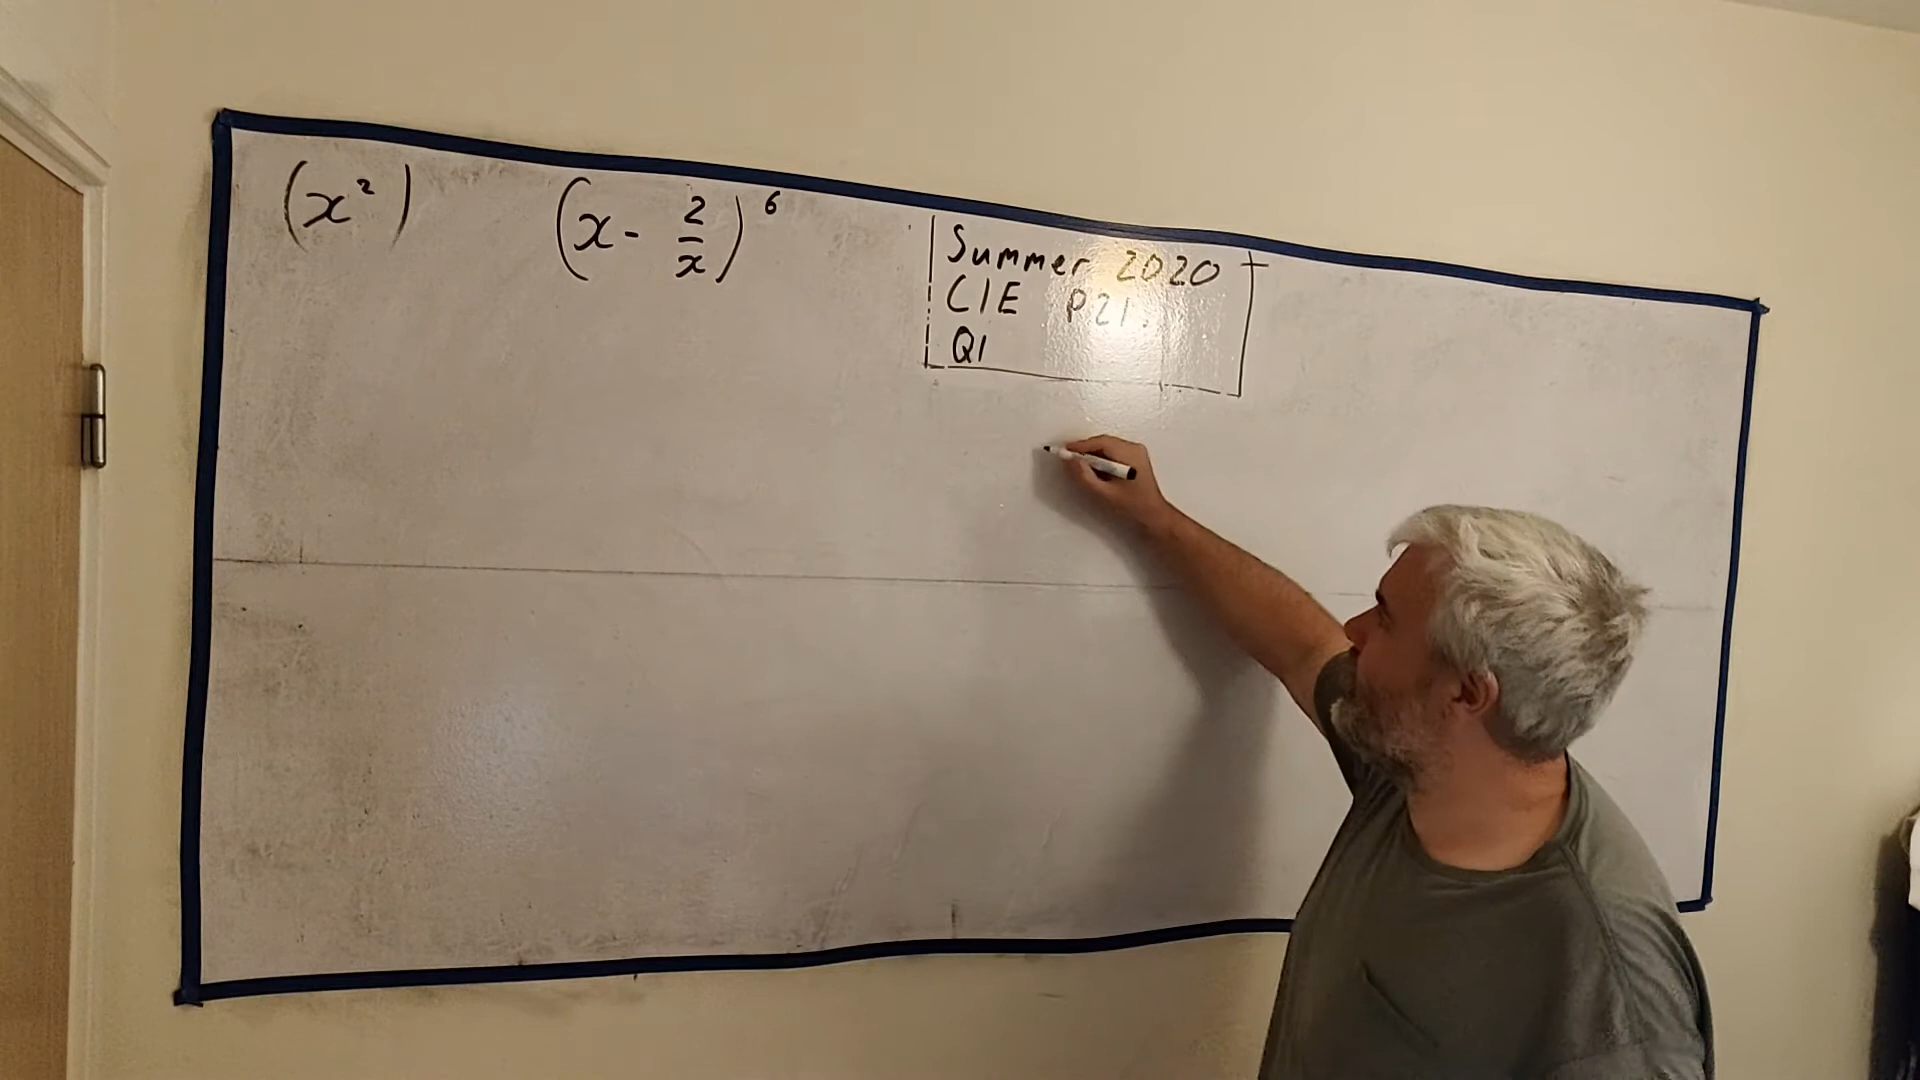 (x²) (x - 2/x)⁶
Summer 2020
CIE P21.
Q1